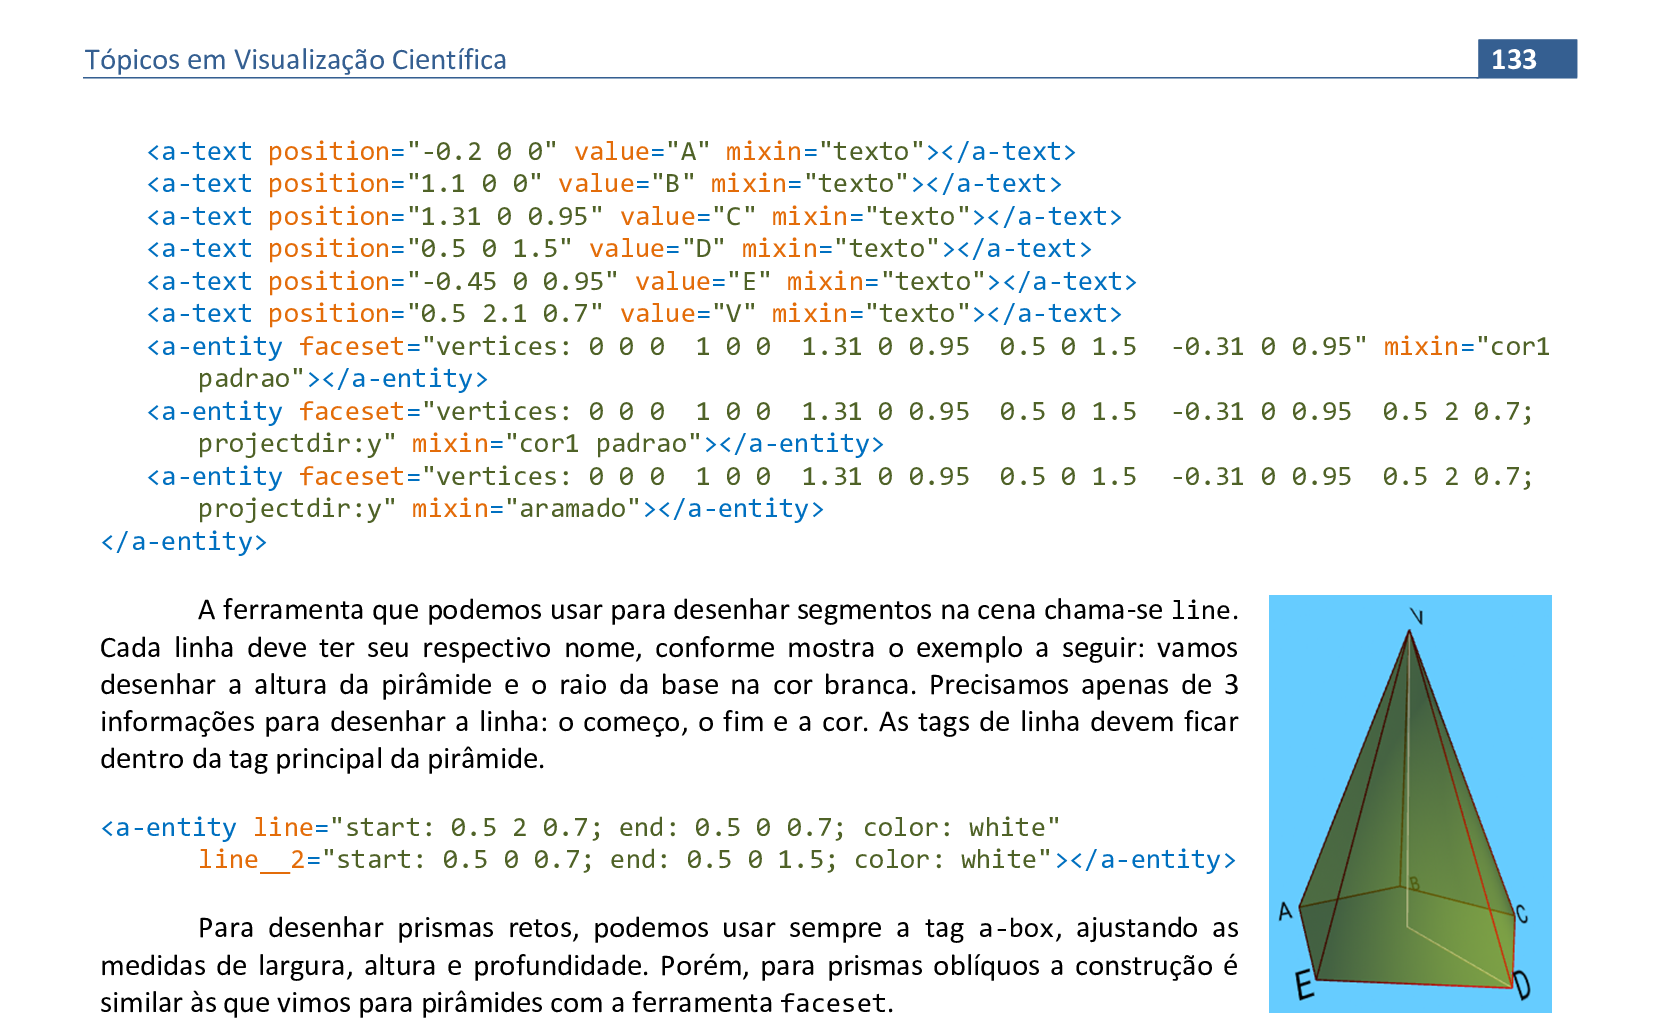 Tópicos em Visualização Científica
133
<a-text position="-0.2 0 0" value="A" mixin="texto"></a-text>
<a-text position="1.1 0 0" value="B" mixin="texto"></a-text>
<a-text position="1.31 0 0.95" value="C" mixin="texto"></a-text>
<a-text position="0.5 0 1.5" value="D" mixin="texto"></a-text>
<a-text position="-0.45 0 0.95" value="E" mixin="texto"></a-text>
<a-text position="0.5 2.1 0.7" value="V" mixin="texto"></a-text>
<a-entity faceset="vertices: 0 0 0  1 0 0  1.31 0 0.95  0.5 0 1.5  -0.31 0 0.95" mixin="cor1
padrao"></a-entity>
<a-entity faceset="vertices: 0 0 0  1 0 0  1.31 0 0.95  0.5 0 1.5  -0.31 0 0.95  0.5 2 0.7;
projectdir:y" mixin="cor1 padrao"></a-entity>
<a-entity faceset="vertices: 0 0 0  1 0 0  1.31 0 0.95  0.5 0 1.5  -0.31 0 0.95  0.5 2 0.7;
projectdir:y" mixin="aramado"></a-entity>
</a-entity>
A ferramenta que podemos usar para desenhar segmentos na cena chama-se line.
Cada linha deve ter seu respectivo nome, conforme mostra o exemplo a seguir: vamos
desenhar a altura da pirâmide e o raio da base na cor branca. Precisamos apenas de 3
informações para desenhar a linha: o começo, o fim e a cor. As tags de linha devem ficar
dentro da tag principal da pirâmide.
<a-entity line="start: 0.5 2 0.7; end: 0.5 0 0.7; color: white"
line__2="start: 0.5 0 0.7; end: 0.5 0 1.5; color: white"></a-entity>
Para desenhar prismas retos, podemos usar sempre a tag a-box, ajustando as
medidas de largura, altura e profundidade. Porém, para prismas oblíquos a construção é
similar às que vimos para pirâmides com a ferramenta faceset.
V
B
A
C
E
D